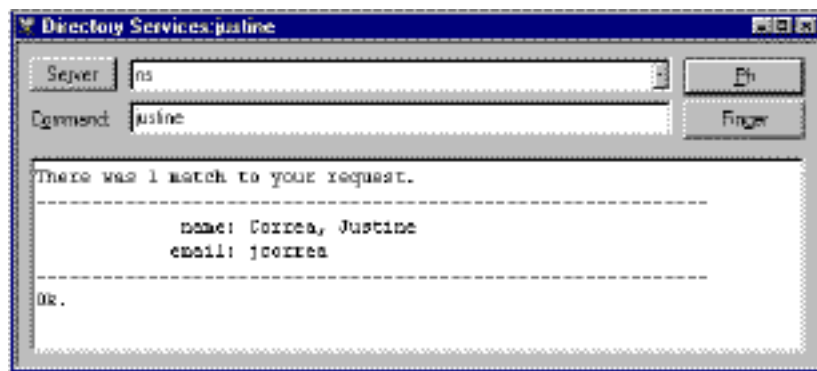 Directory Services:justine
Server ns Ph
Command: justine Finger
There was 1 match to your request.
----------------------------------------------------------------------
name: Correa, Justine
email: jcorrea
----------------------------------------------------------------------
Ok.